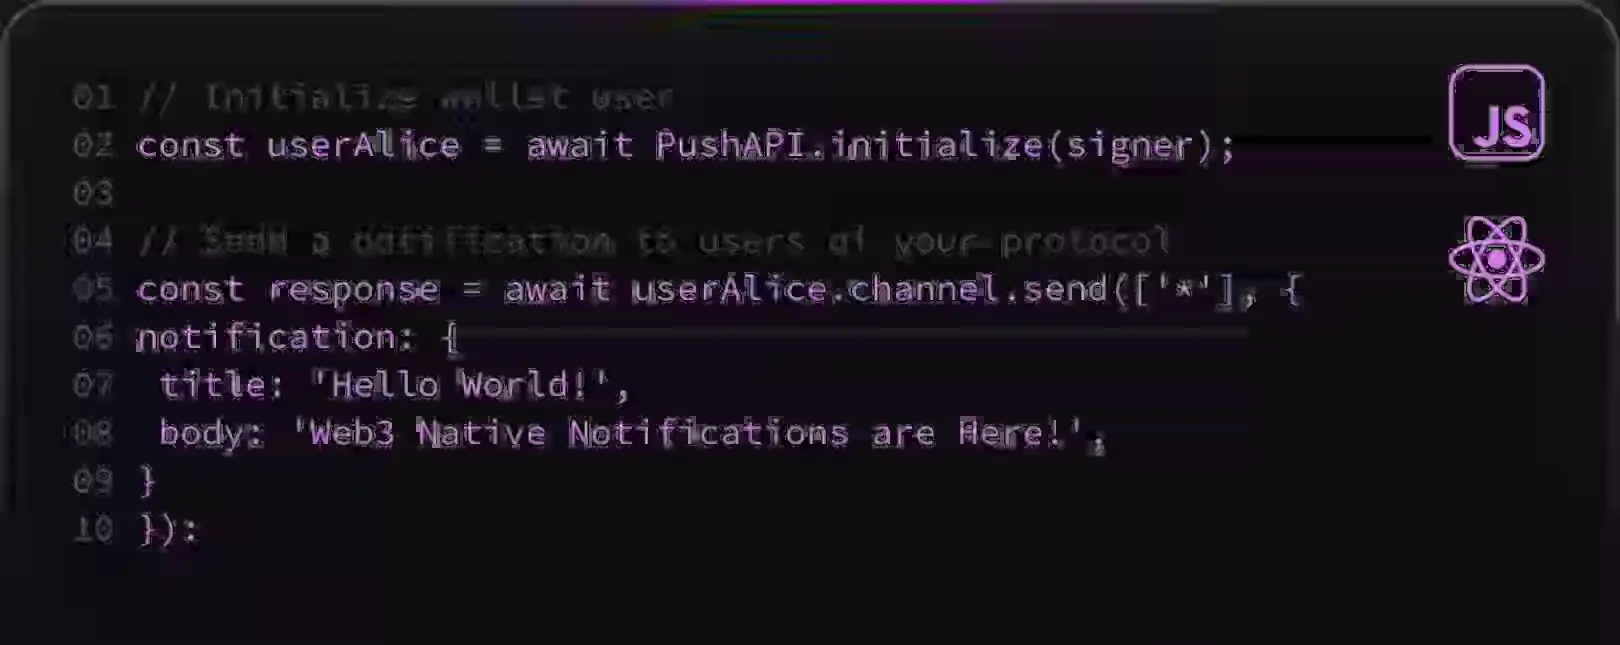 01 // Initialize wallet user
02 const userAlice = await PushAPI.initialize(signer);
03
04 // Send a notification to users of your protocol
05 const response = await userAlice.channel.send(['*'], {
06 notification: {
07 title: 'Hello World!',
08 body: 'Web3 Native Notifications are Here!',
09 }
10 });
JS